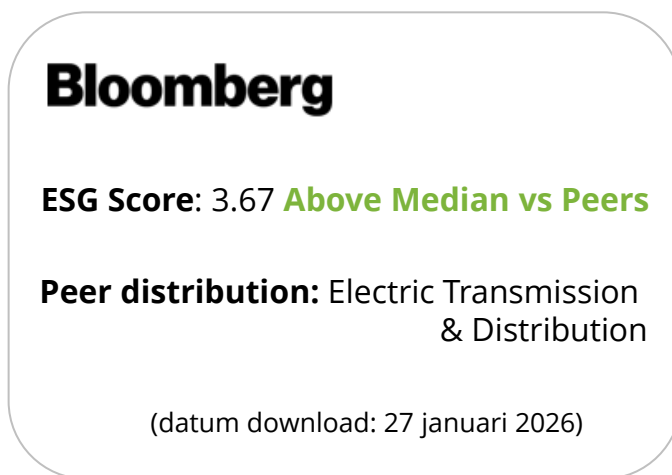 Bloomberg
ESG Score: 3.67 Above Median vs Peers
Peer distribution: Electric Transmission
& Distribution
(datum download: 27 januari 2026)